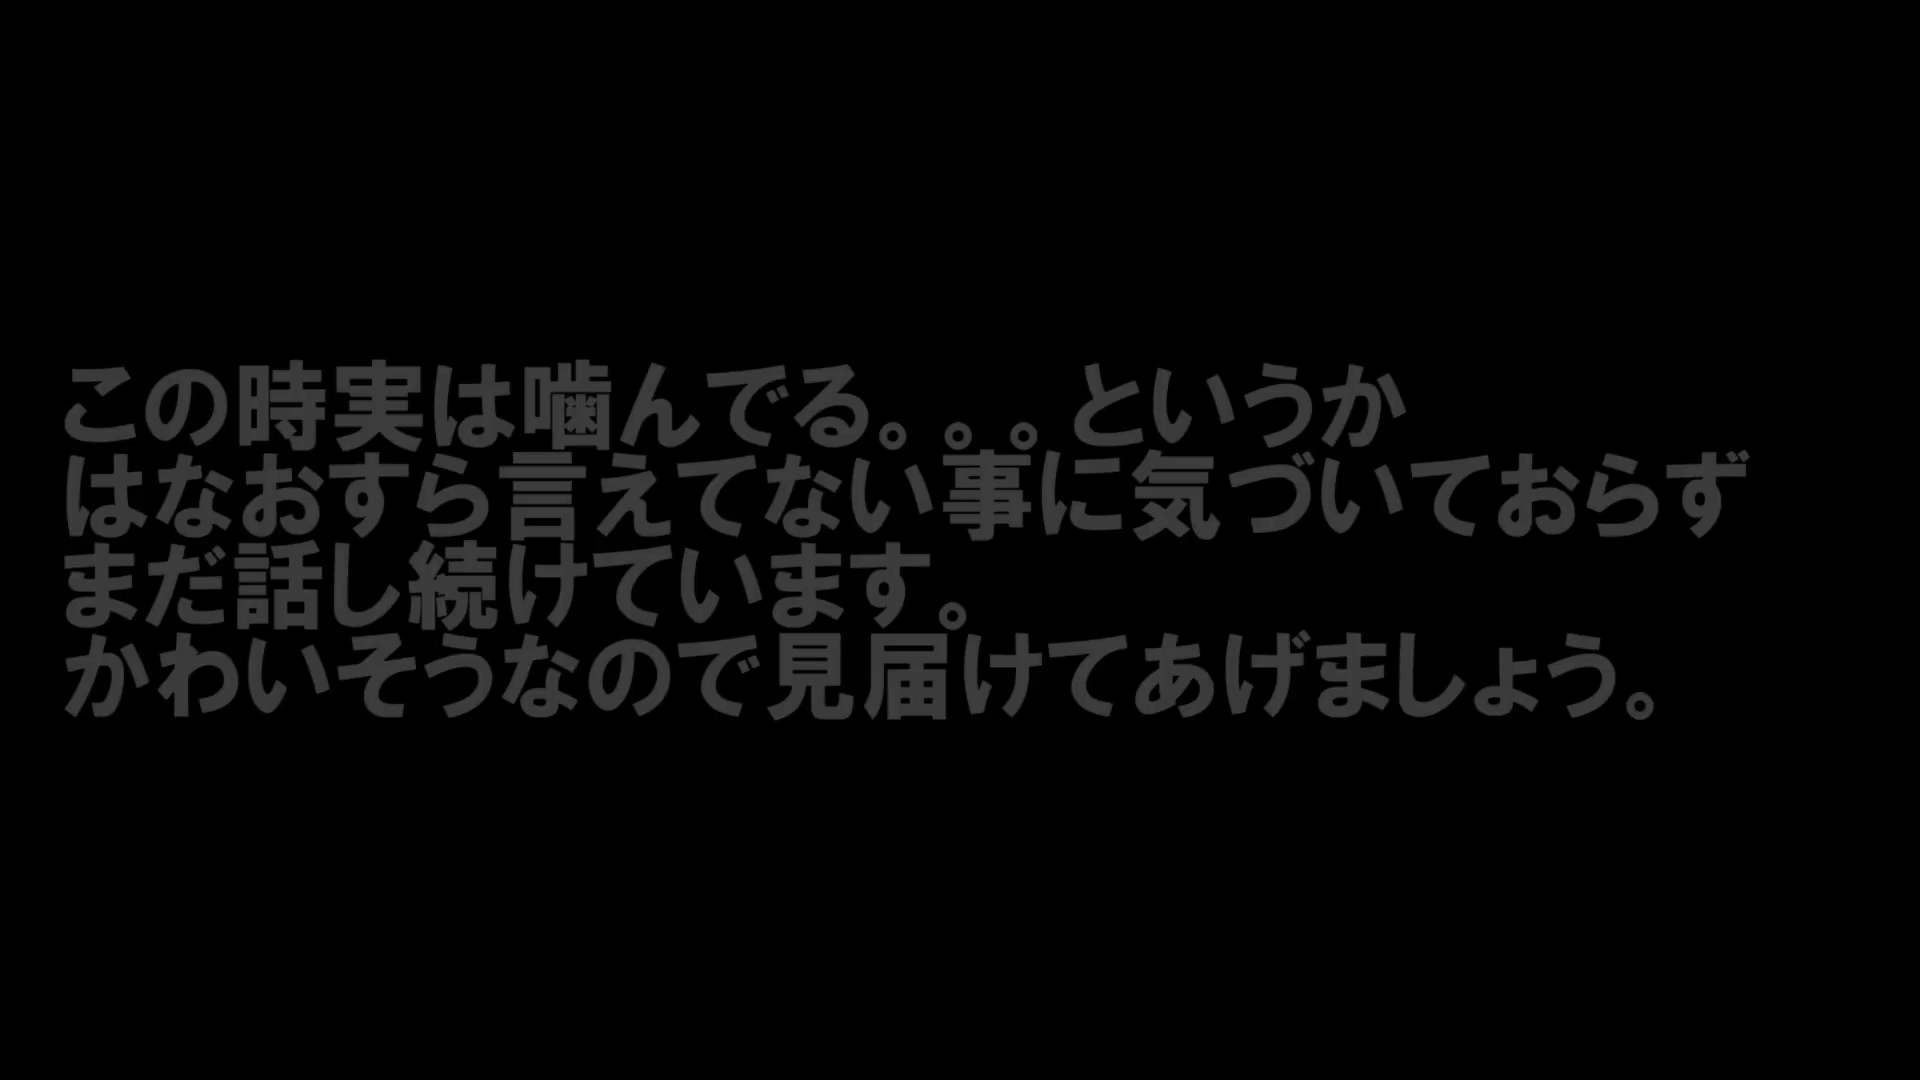 この時実は噛んでる。。。というか
はなおすら言えてない事に気づいておらず
まだ話し続けています。
かわいそうなので見届けてあげましょう。